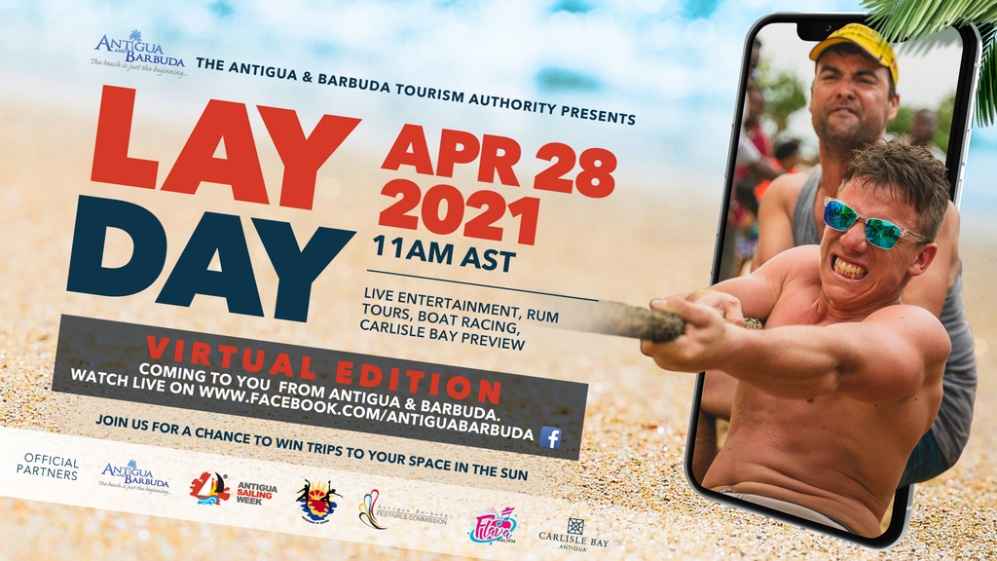 ANTIGUA
AND BARBUDA
The beach is just the beginning...
THE ANTIGUA & BARBUDA TOURISM AUTHORITY PRESENTS
LAY
DAY
APR 28
2021
11AM AST
LIVE ENTERTAINMENT, RUM
TOURS, BOAT RACING,
CARLISLE BAY PREVIEW
VIRTUAL EDITION
COMING TO YOU FROM ANTIGUA & BARBUDA.
WATCH LIVE ON WWW.FACEBOOK.COM/ANTIGUABARBUDA f
JOIN US FOR A CHANCE TO WIN TRIPS TO YOUR SPACE IN THE SUN
OFFICIAL
PARTNERS
ANTIGUA
AND BARBUDA
The beach is just the beginning...
ANTIGUA
SAILING
WEEK
Antigua Barbuda
FESTIVALS COMMISSION
Flava
CARLISLE BAY
ANTIGUA